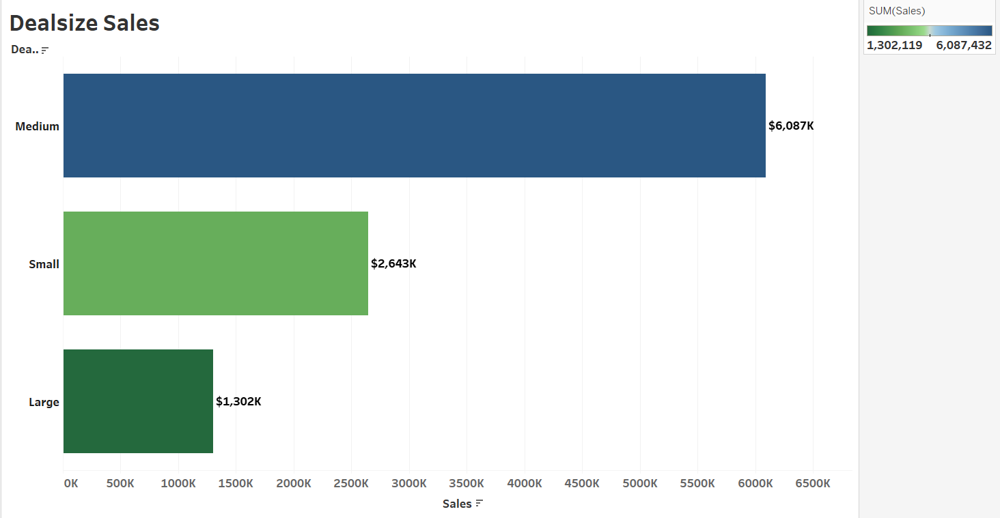 Dealsize Sales
SUM(Sales)
1,302,119 6,087,432
Dea..
Medium
$6,087K
Small
$2,643K
Large
$1,302K
0K 500K 1000K 1500K 2000K 2500K 3000K 3500K 4000K 4500K 5000K 5500K 6000K 6500K
Sales